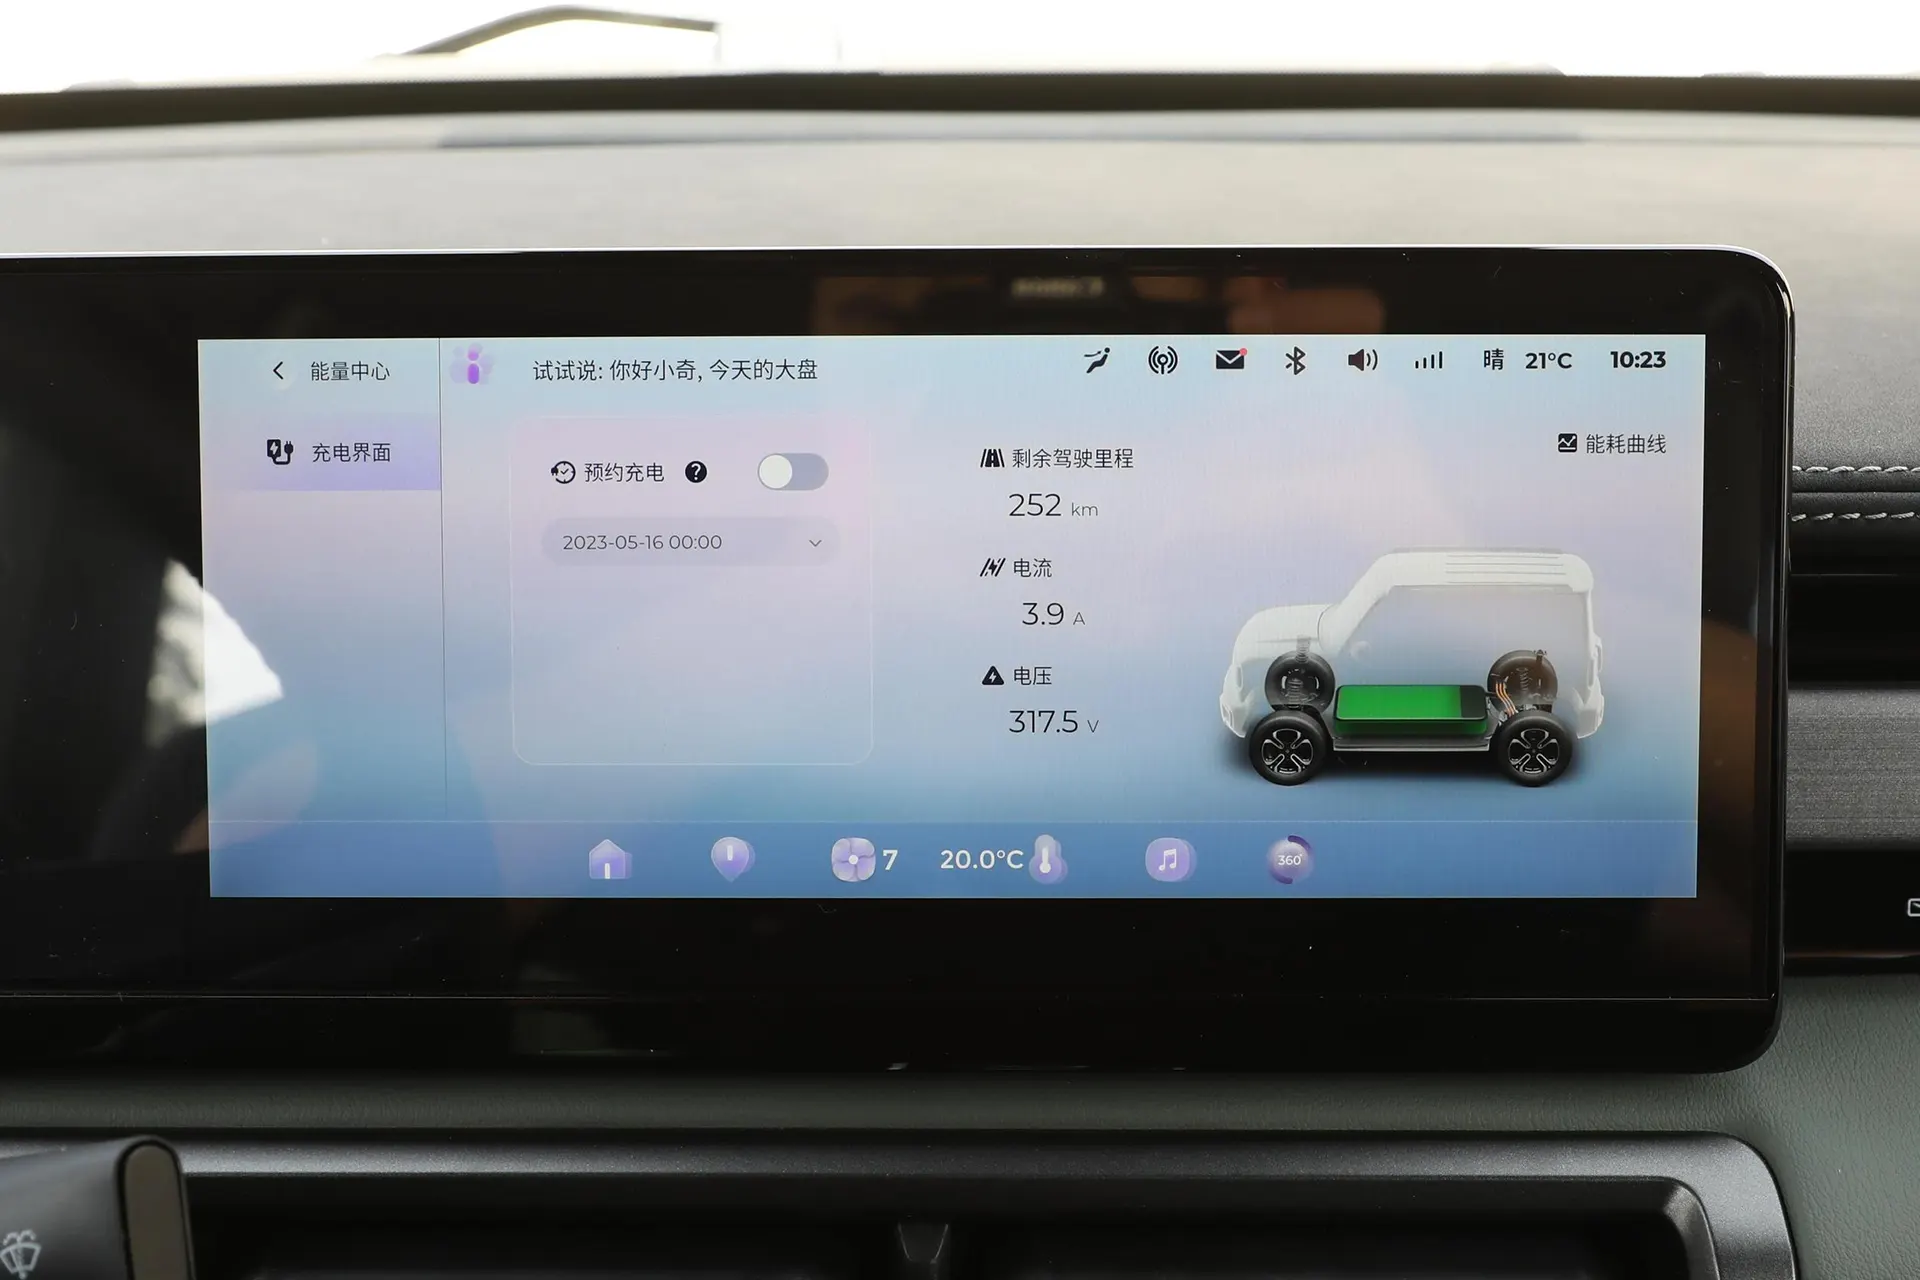 能量中心
试试说: 你好小奇, 今天的大盘
晴 21°C 10:23
充电界面
预约充电 ?
2023-05-16 00:00
剩余驾驶里程
252 km
电流
3.9 A
电压
317.5 V
能耗曲线
7 20.0°C 360°